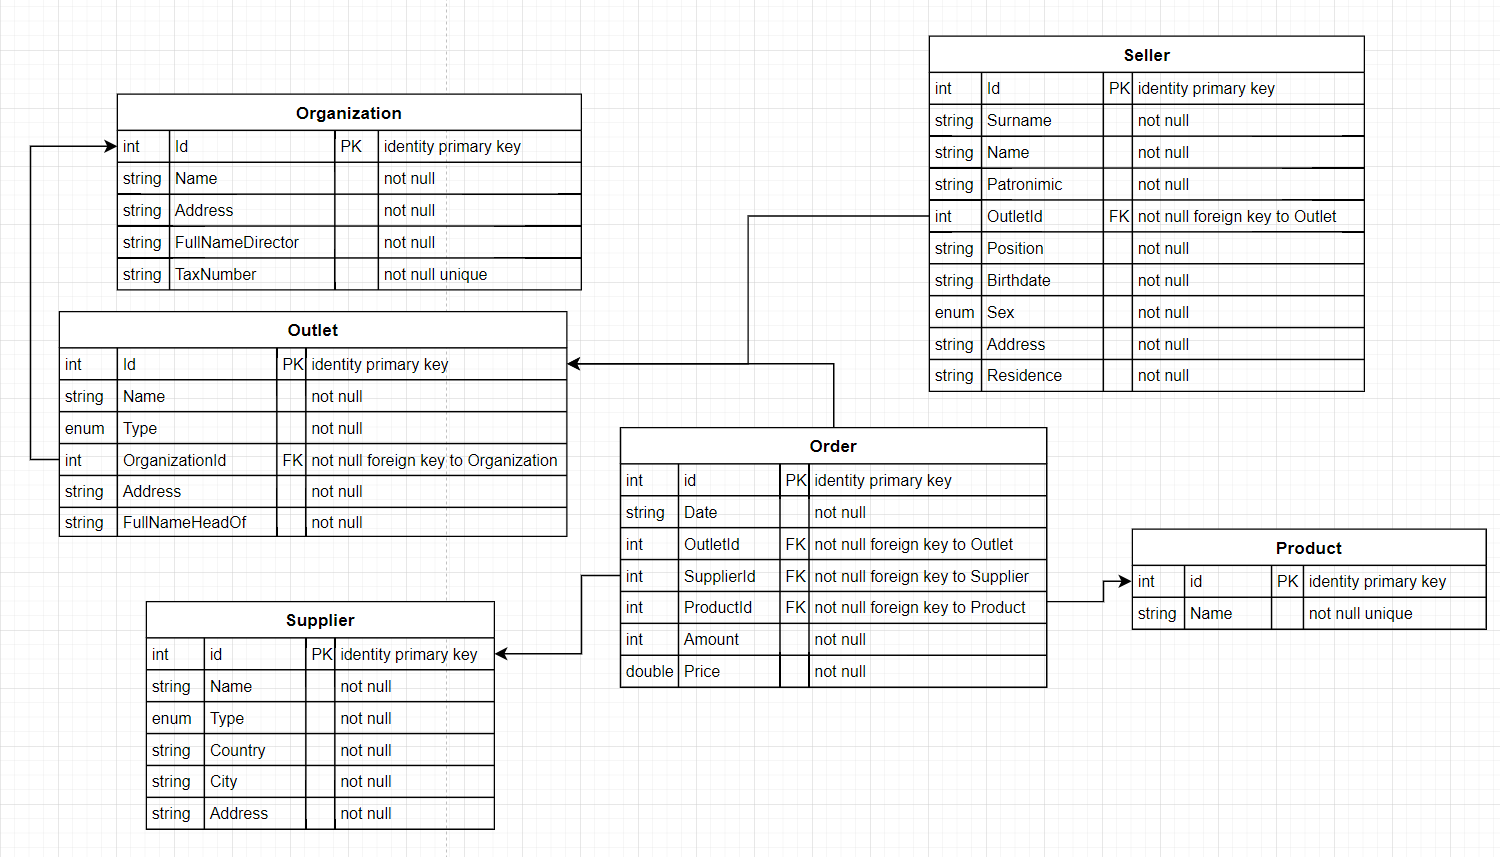 Organization
int Id PK identity primary key
string Name not null
string Address not null
string FullNameDirector not null
string TaxNumber not null unique
Outlet
int Id PK identity primary key
string Name not null
enum Type not null
int OrganizationId FK not null foreign key to Organization
string Address not null
string FullNameHeadOf not null
Supplier
int id PK identity primary key
string Name not null
enum Type not null
string Country not null
string City not null
string Address not null
Seller
int Id PK identity primary key
string Surname not null
string Name not null
string Patronimic not null
int OutletId FK not null foreign key to Outlet
string Position not null
string Birthdate not null
enum Sex not null
string Address not null
string Residence not null
Order
int id PK identity primary key
string Date not null
int OutletId FK not null foreign key to Outlet
int SupplierId FK not null foreign key to Supplier
int ProductId FK not null foreign key to Product
int Amount not null
double Price not null
Product
int id PK identity primary key
string Name not null unique